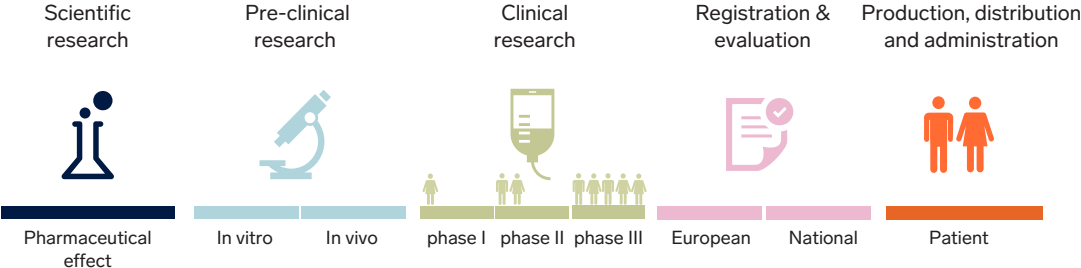 Scientific
research
Pre-clinical
research
Clinical
research
Registration &
evaluation
Production, distribution
and administration
Pharmaceutical
effect
In vitro
In vivo
phase I
phase II
phase III
European
National
Patient